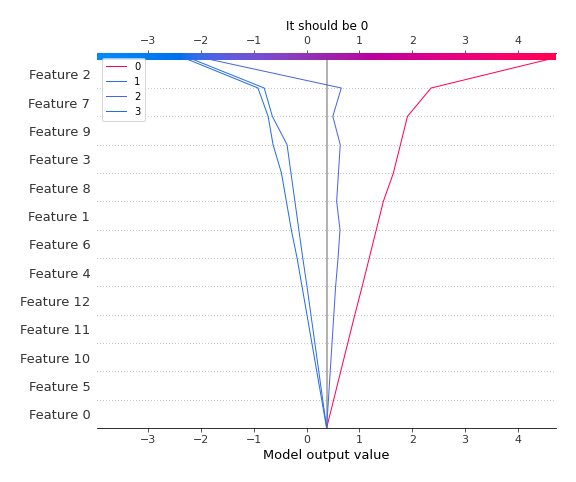 It should be 0
−3 −2 −1 0 1 2 3 4
0
1
2
3
Feature 2
Feature 7
Feature 9
Feature 3
Feature 8
Feature 1
Feature 6
Feature 4
Feature 12
Feature 11
Feature 10
Feature 5
Feature 0
−3 −2 −1 0 1 2 3 4
Model output value